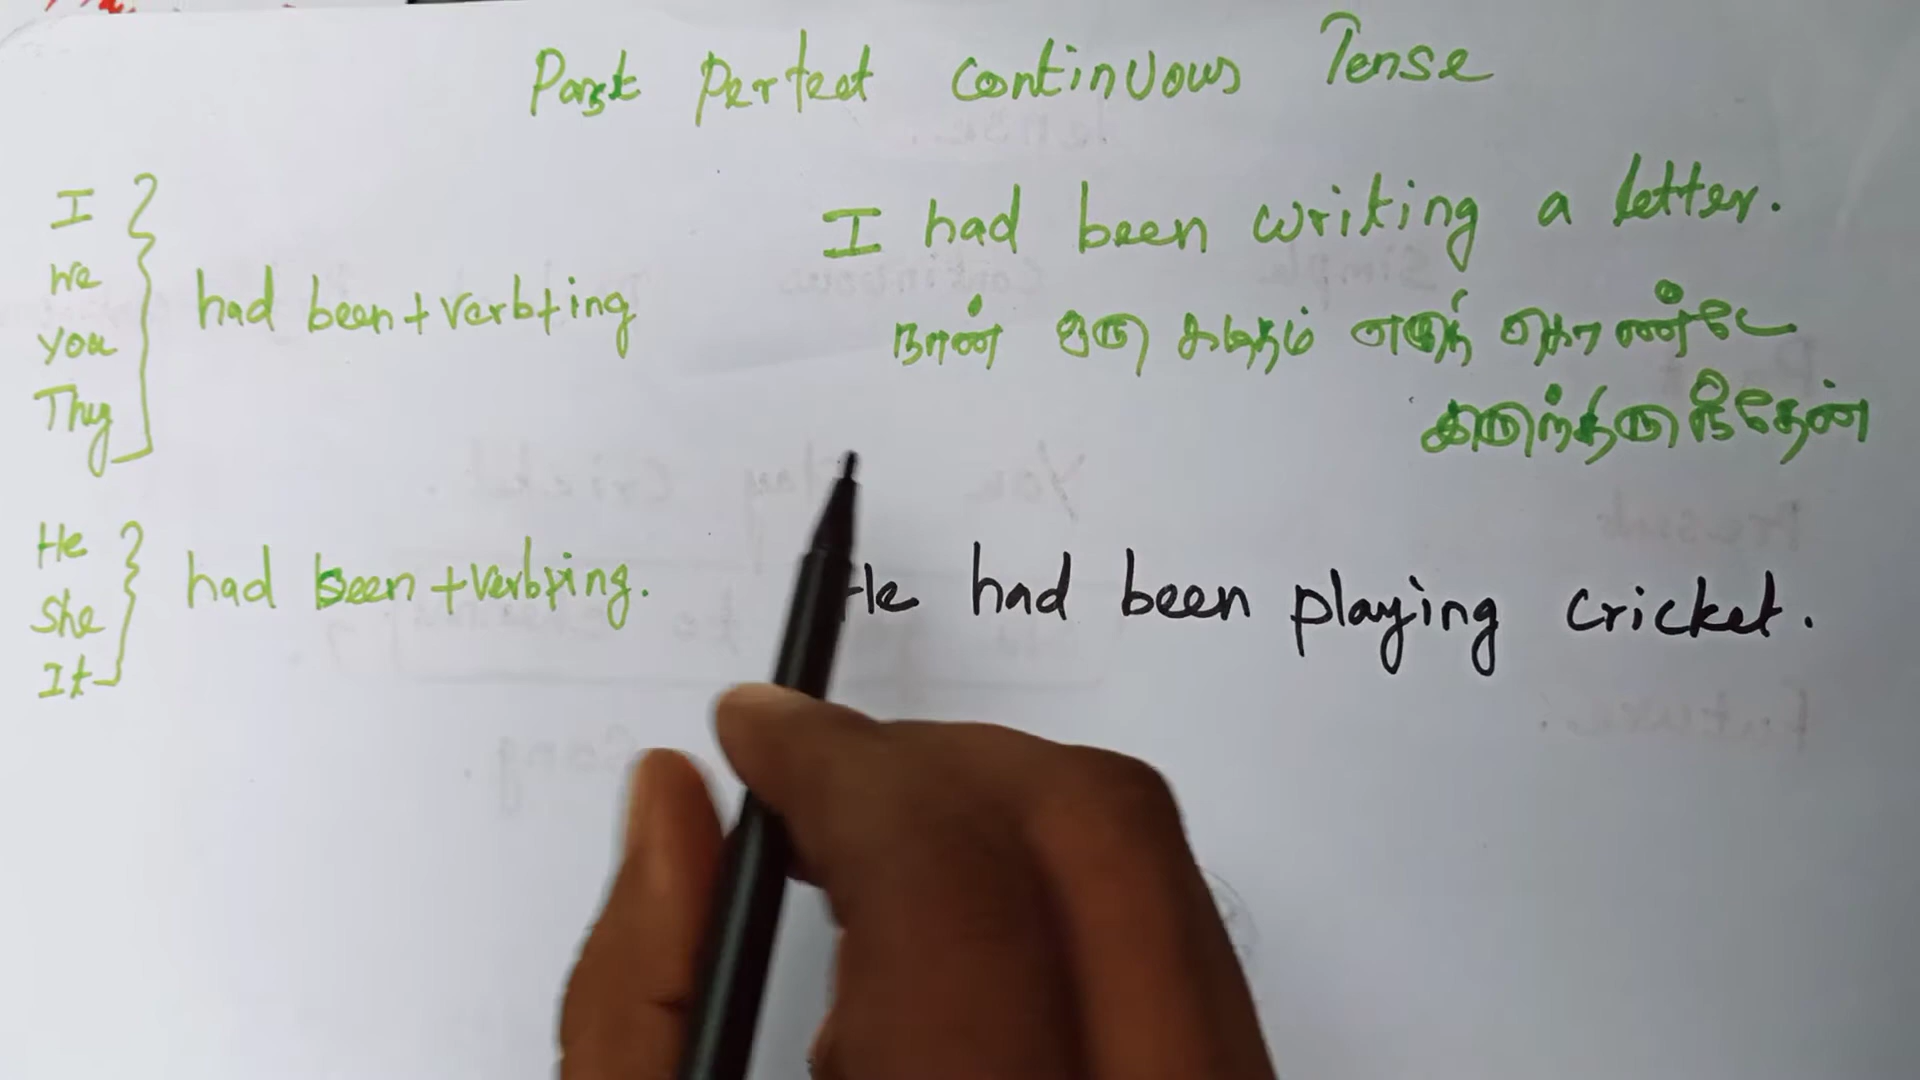 Past Perfect continuous Tense
I
We
You
They
had been + verb + ing
I had been writing a letter.
நான் ஒரு கடிதம் எழுதி கொண்டே
இருந்திருந்தேன்
He
She
It
had been + verb + ing.
He had been playing cricket.